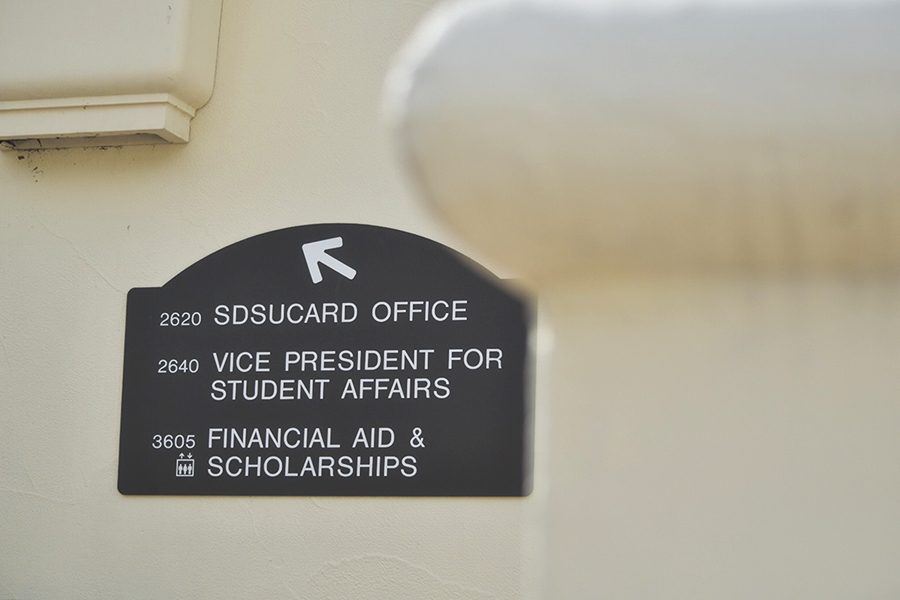 2620 SDSUCARD OFFICE
2640 VICE PRESIDENT FOR
STUDENT AFFAIRS
3605 FINANCIAL AID &
SCHOLARSHIPS